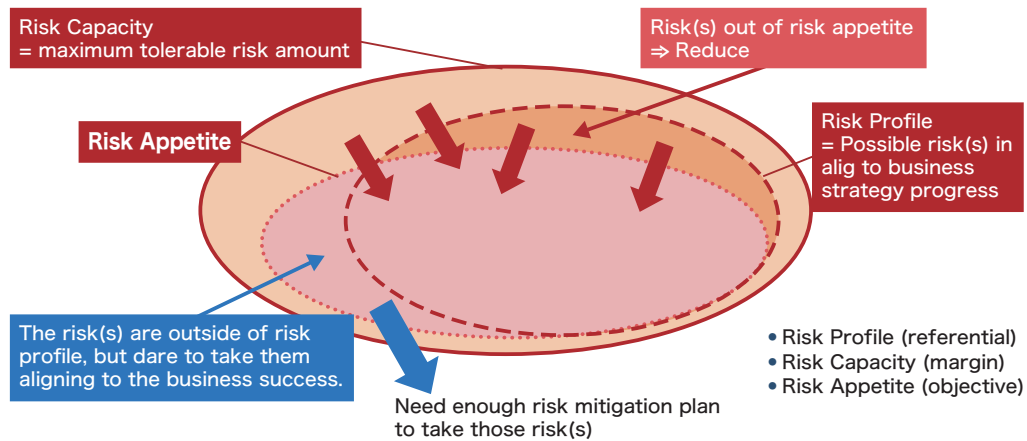 Risk Capacity
= maximum tolerable risk amount
Risk(s) out of risk appetite
⇒ Reduce
Risk Appetite
Risk Profile
= Possible risk(s) in
alig to business
strategy progress
The risk(s) are outside of risk
profile, but dare to take them
aligning to the business success.
Need enough risk mitigation plan
to take those risk(s)
• Risk Profile (referential)
• Risk Capacity (margin)
• Risk Appetite (objective)